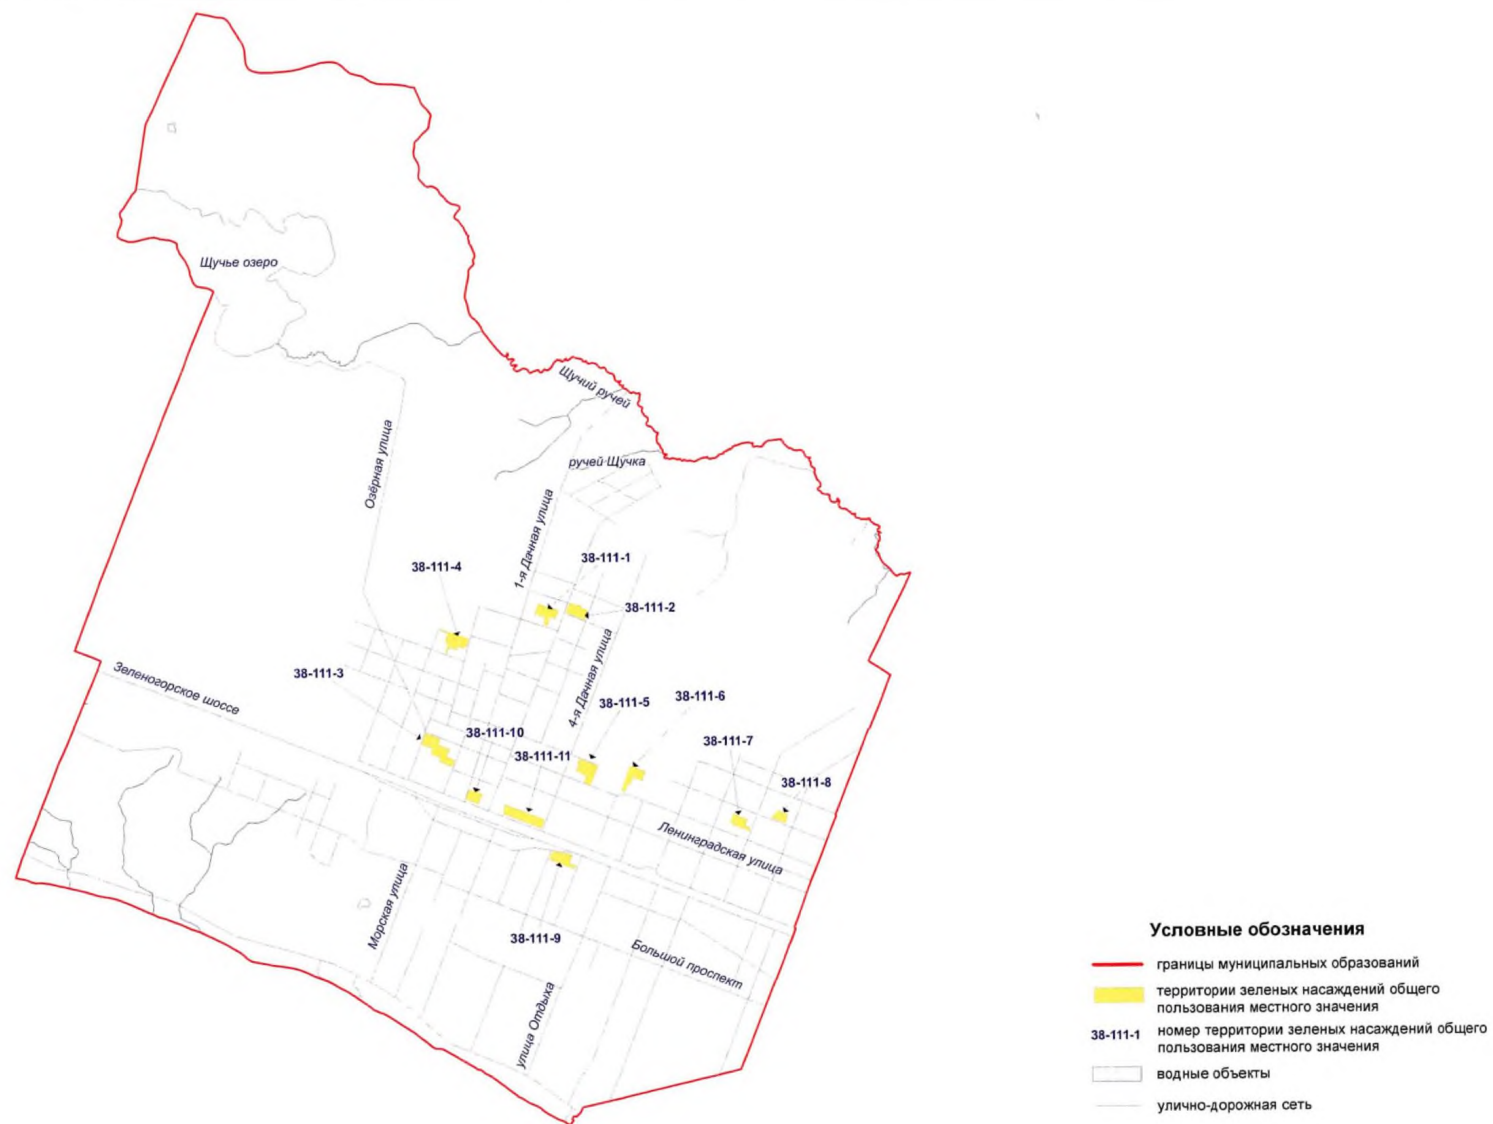 Щучье озеро
Щучий ручей
ручей Щучка
Озёрная улица
1-я Дачная улица
38-111-1
38-111-4
38-111-2
4-я Дачная улица
38-111-3
Зеленогорское шоссе
38-111-5
38-111-6
38-111-10
38-111-7
38-111-11
38-111-8
Ленинградская улица
Морская улица
38-111-9
Большой проспект
улица Отдыха
Условные обозначения
границы муниципальных образований
территории зеленых насаждений общего
пользования местного значения
38-111-1 номер территории зеленых насаждений общего
пользования местного значения
водные объекты
улично-дорожная сеть